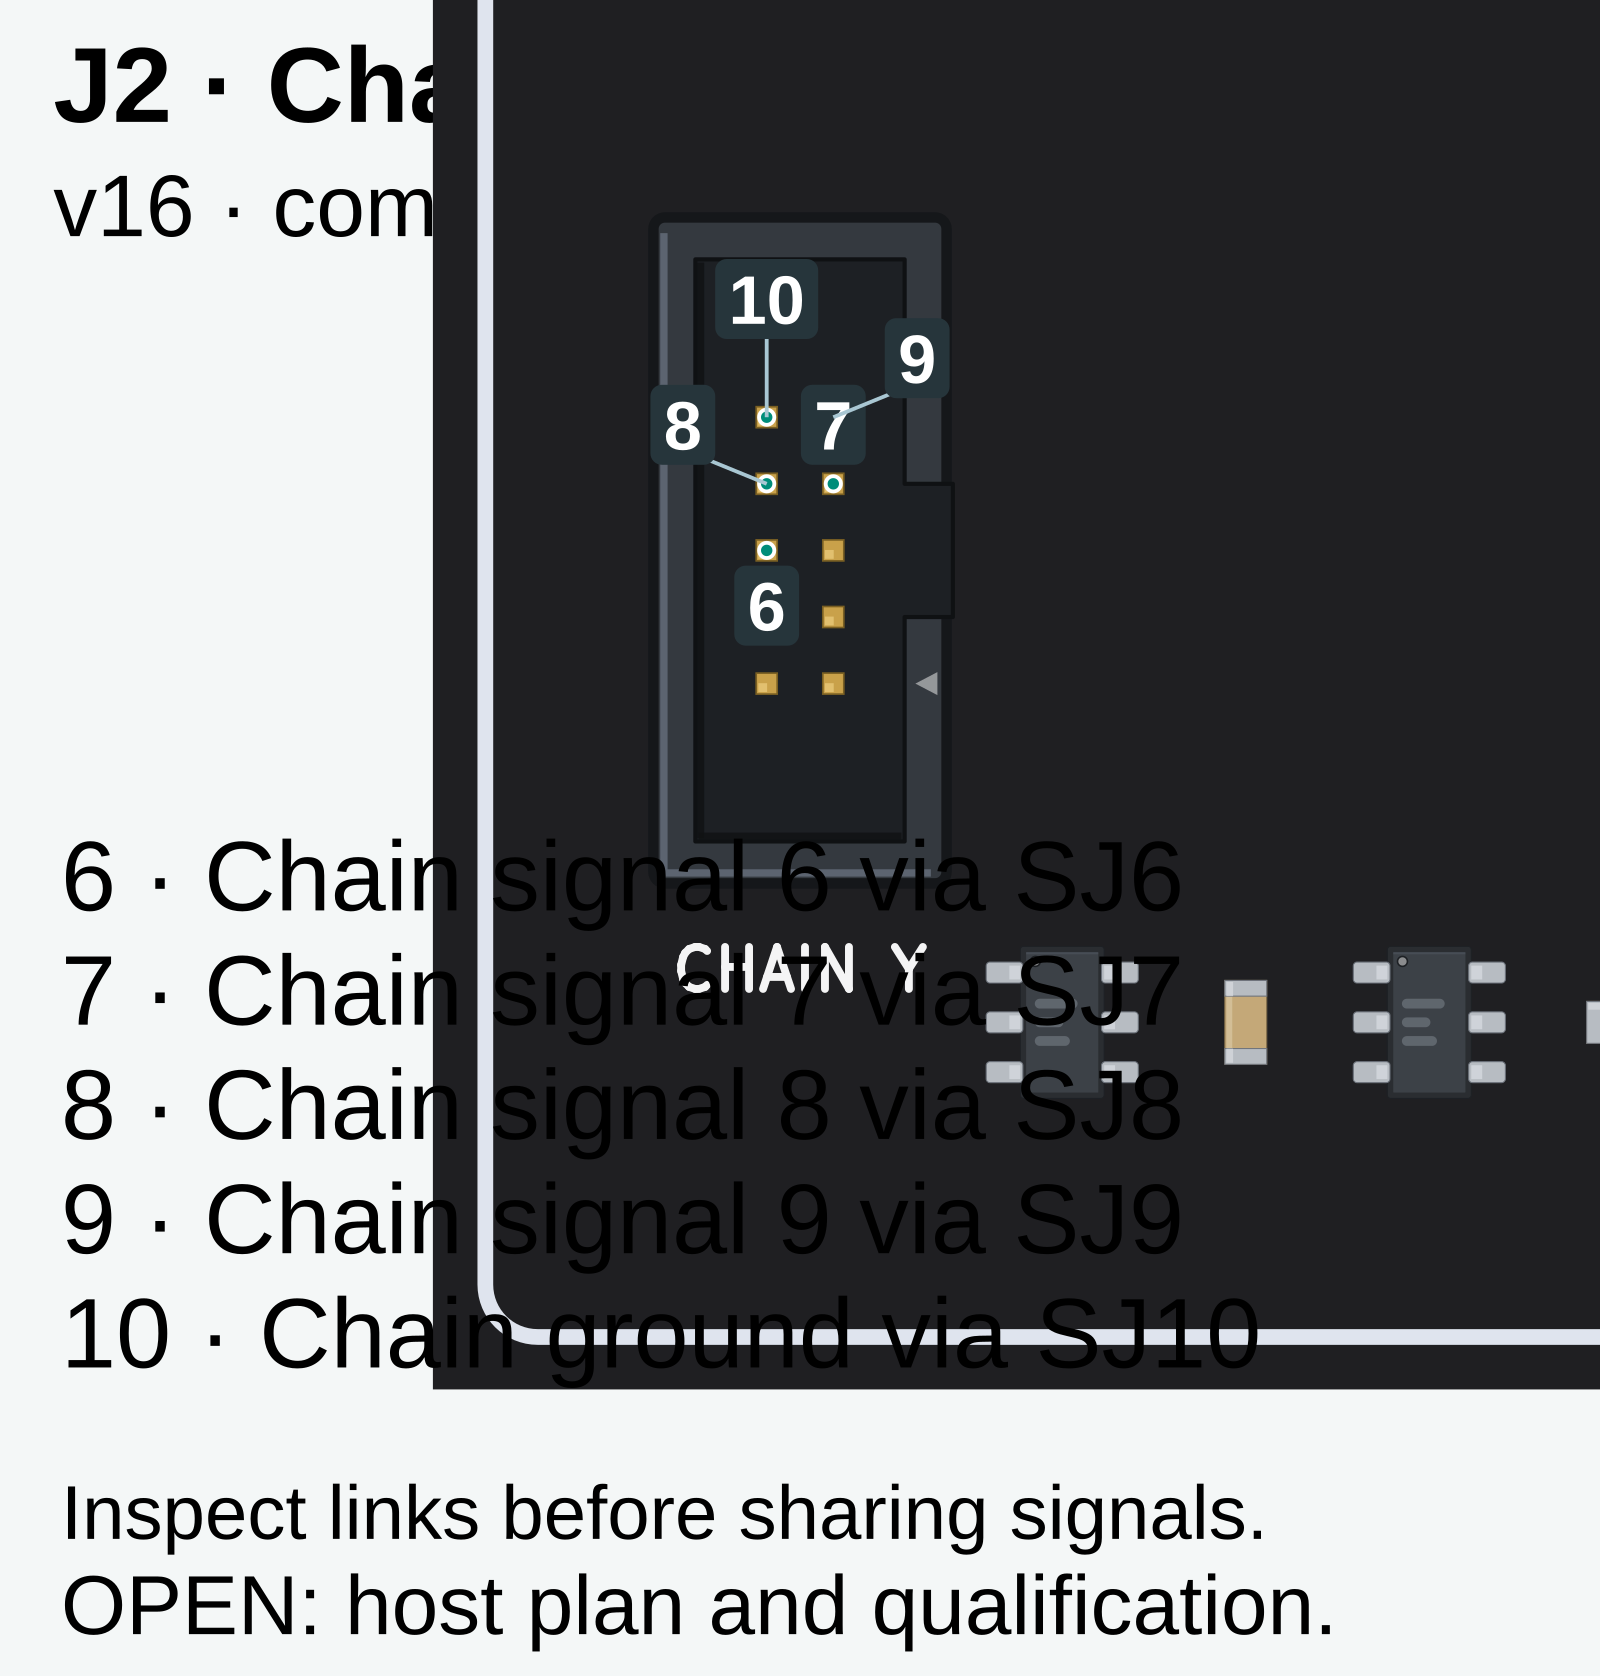 J2 · Cha
v16 · com
10
9
8
7
6
6 · Chain signal 6 via SJ6
CHAIN Y
7 · Chain signal 7 via SJ7
8 · Chain signal 8 via SJ8
9 · Chain signal 9 via SJ9
10 · Chain ground via SJ10
Inspect links before sharing signals.
OPEN: host plan and qualification.